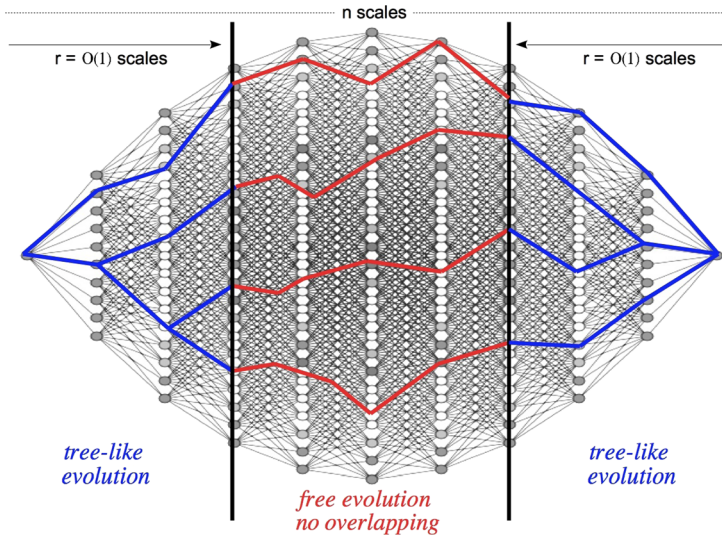 n scales
r = O(1) scales
r = O(1) scales
tree-like
evolution
free evolution
no overlapping
tree-like
evolution